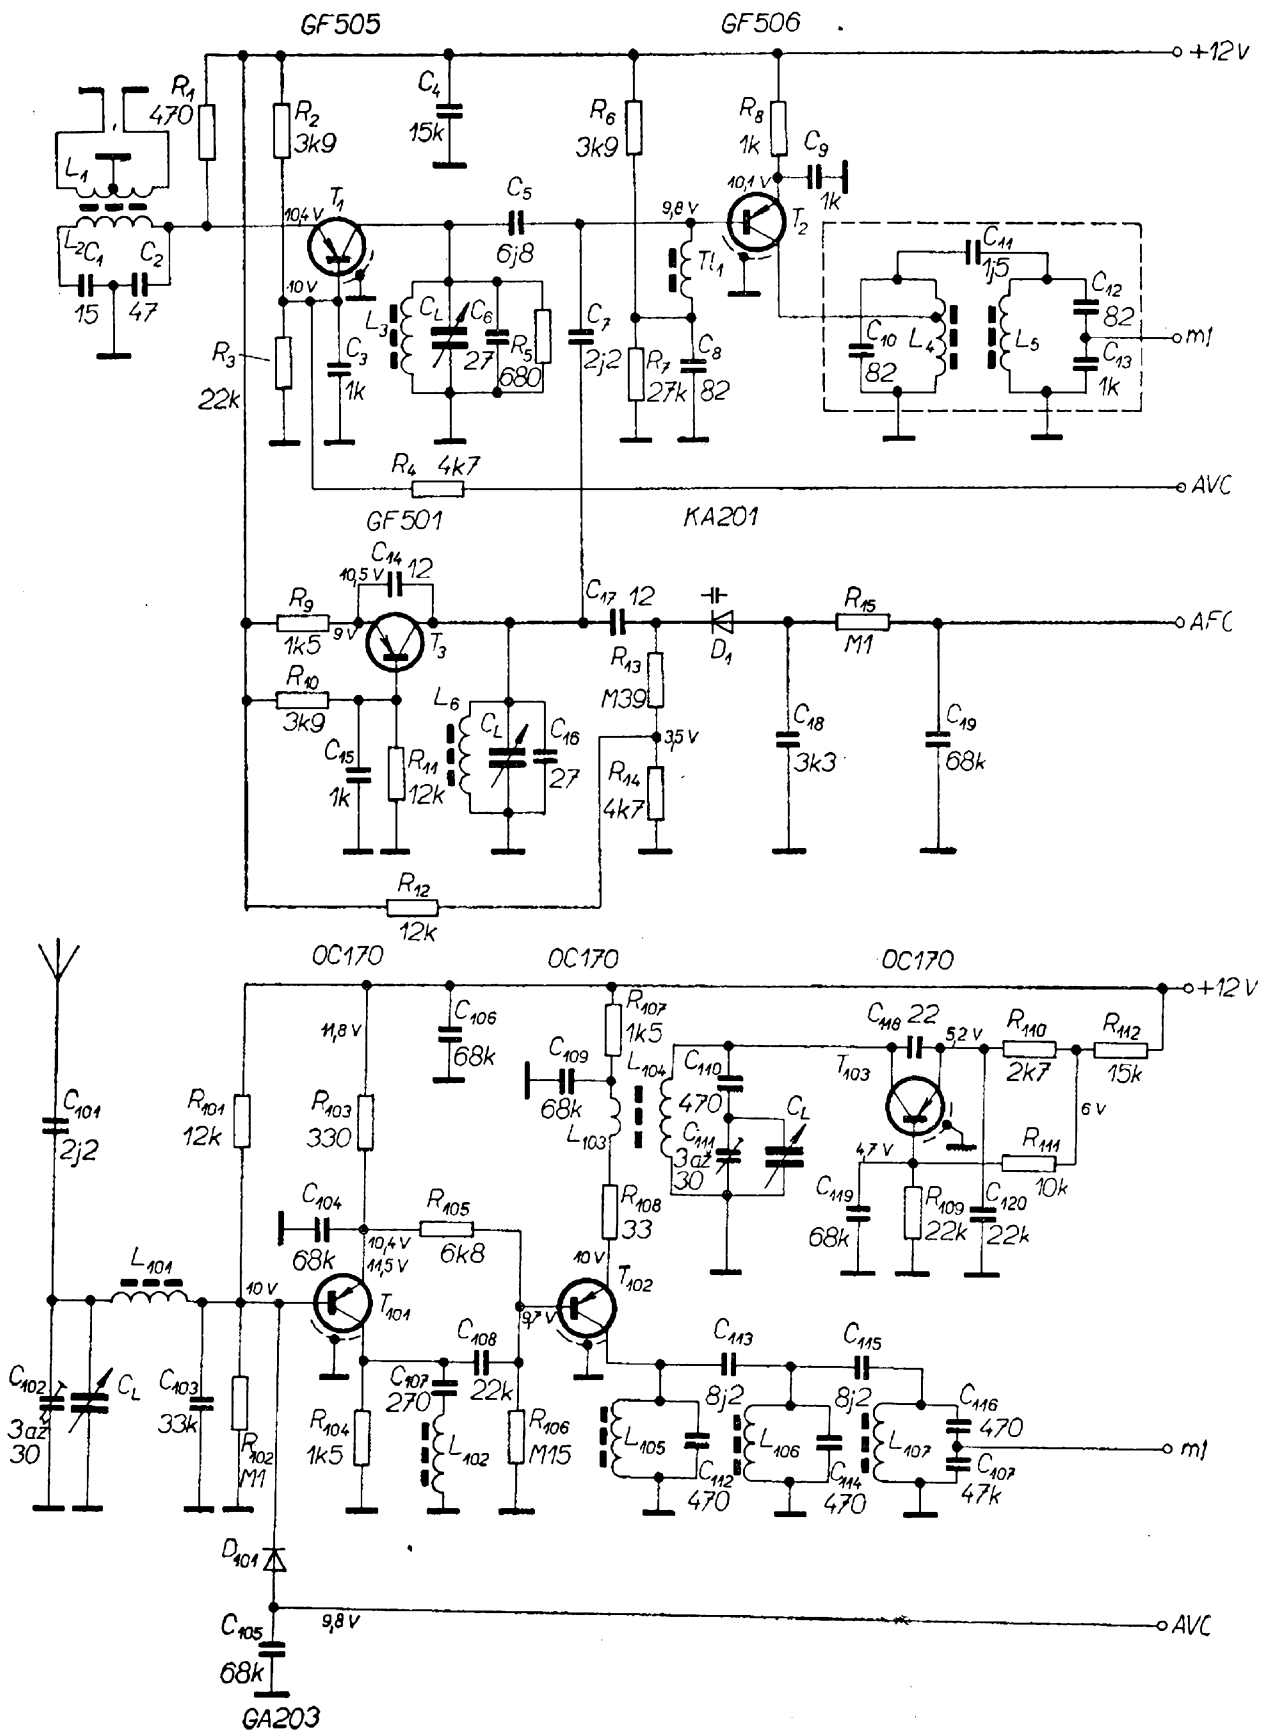 GF505
GF506
+12V
R1
470
R2
3k9
C4
15k
R6
3k9
R8
1k
C9
1k
L1
L2
C1
15
C2
47
10,4 V
T1
10 V
C5
6j8
9,8 V
10,1 V
T2
Tl1
R3
22k
C3
1k
L3
CL
C6
27
R5
680
C7
2j2
R7
27k
C8
82
C11
1j5
C10
82
L4
L5
C12
82
C13
1k
m1
R4
4k7
AVC
GF501
KA201
C14
12
10,5 V
R9
1k5
9V
T3
C17
12
D1
R15
M1
AFC
R10
3k9
R13
M39
L6
CL
C16
27
3,5 V
C15
1k
R11
12k
R14
4k7
C18
3k3
C19
68k
R12
12k
OC170
OC170
OC170
+12V
11,8 V
C106
68k
R107
1k5
C118
22
5,2 V
R110
2k7
R112
15k
C101
2j2
R101
12k
R103
330
C109
68k
L104
L103
C110
470
C111
3až
30
CL
T103
6 V
4,7 V
R111
10k
C104
68k
R105
6k8
R108
33
C119
68k
R109
22k
C120
22k
10,4 V
11,5 V
L101
10 V
T101
10V
T102
9,7 V
C102
3až
30
CL
C103
33k
R102
M1
C107
270
C108
22k
R104
1k5
L102
R106
M15
C113
8j2
C115
8j2
L105
C112
470
L106
C114
470
L107
C116
470
C107
47k
m1
D101
9,8 V
AVC
C105
68k
GA203